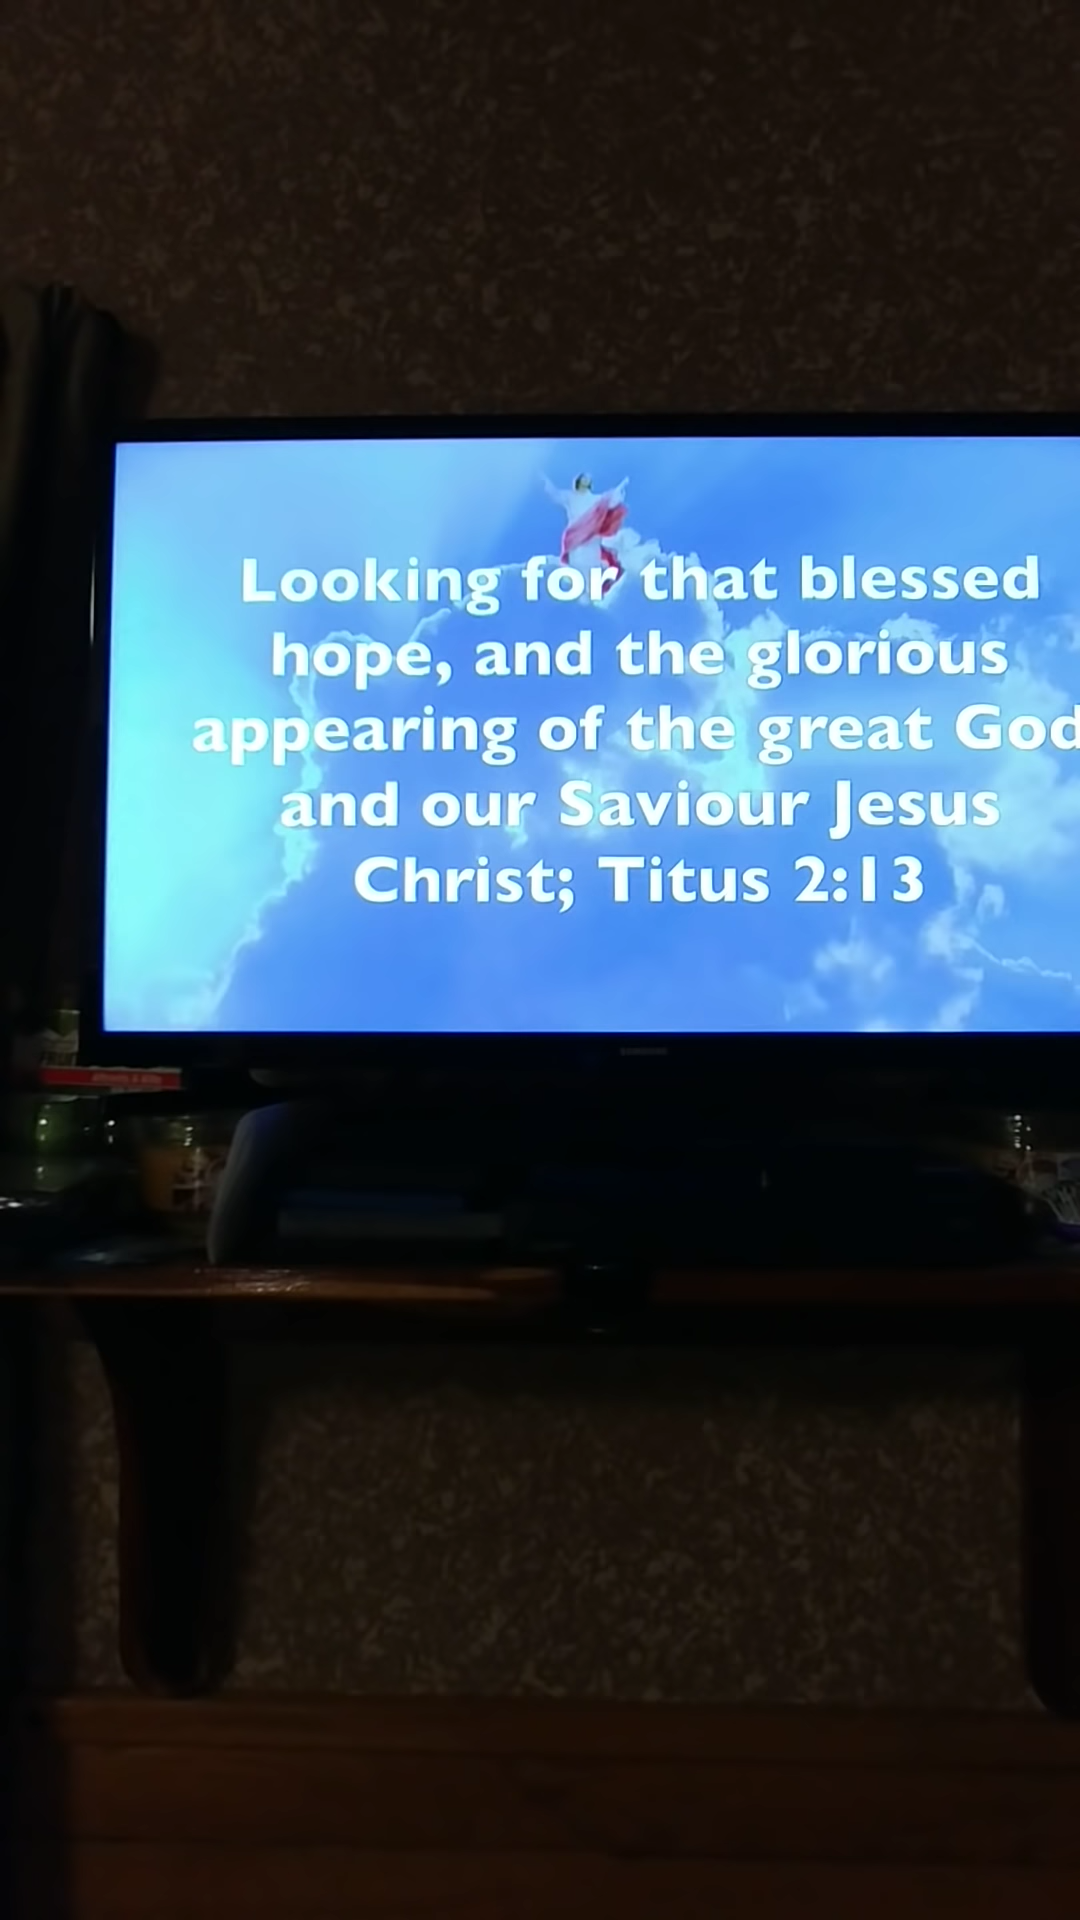 Looking for that blessed
hope, and the glorious
appearing of the great God
and our Saviour Jesus
Christ; Titus 2:13
SAMSUNG